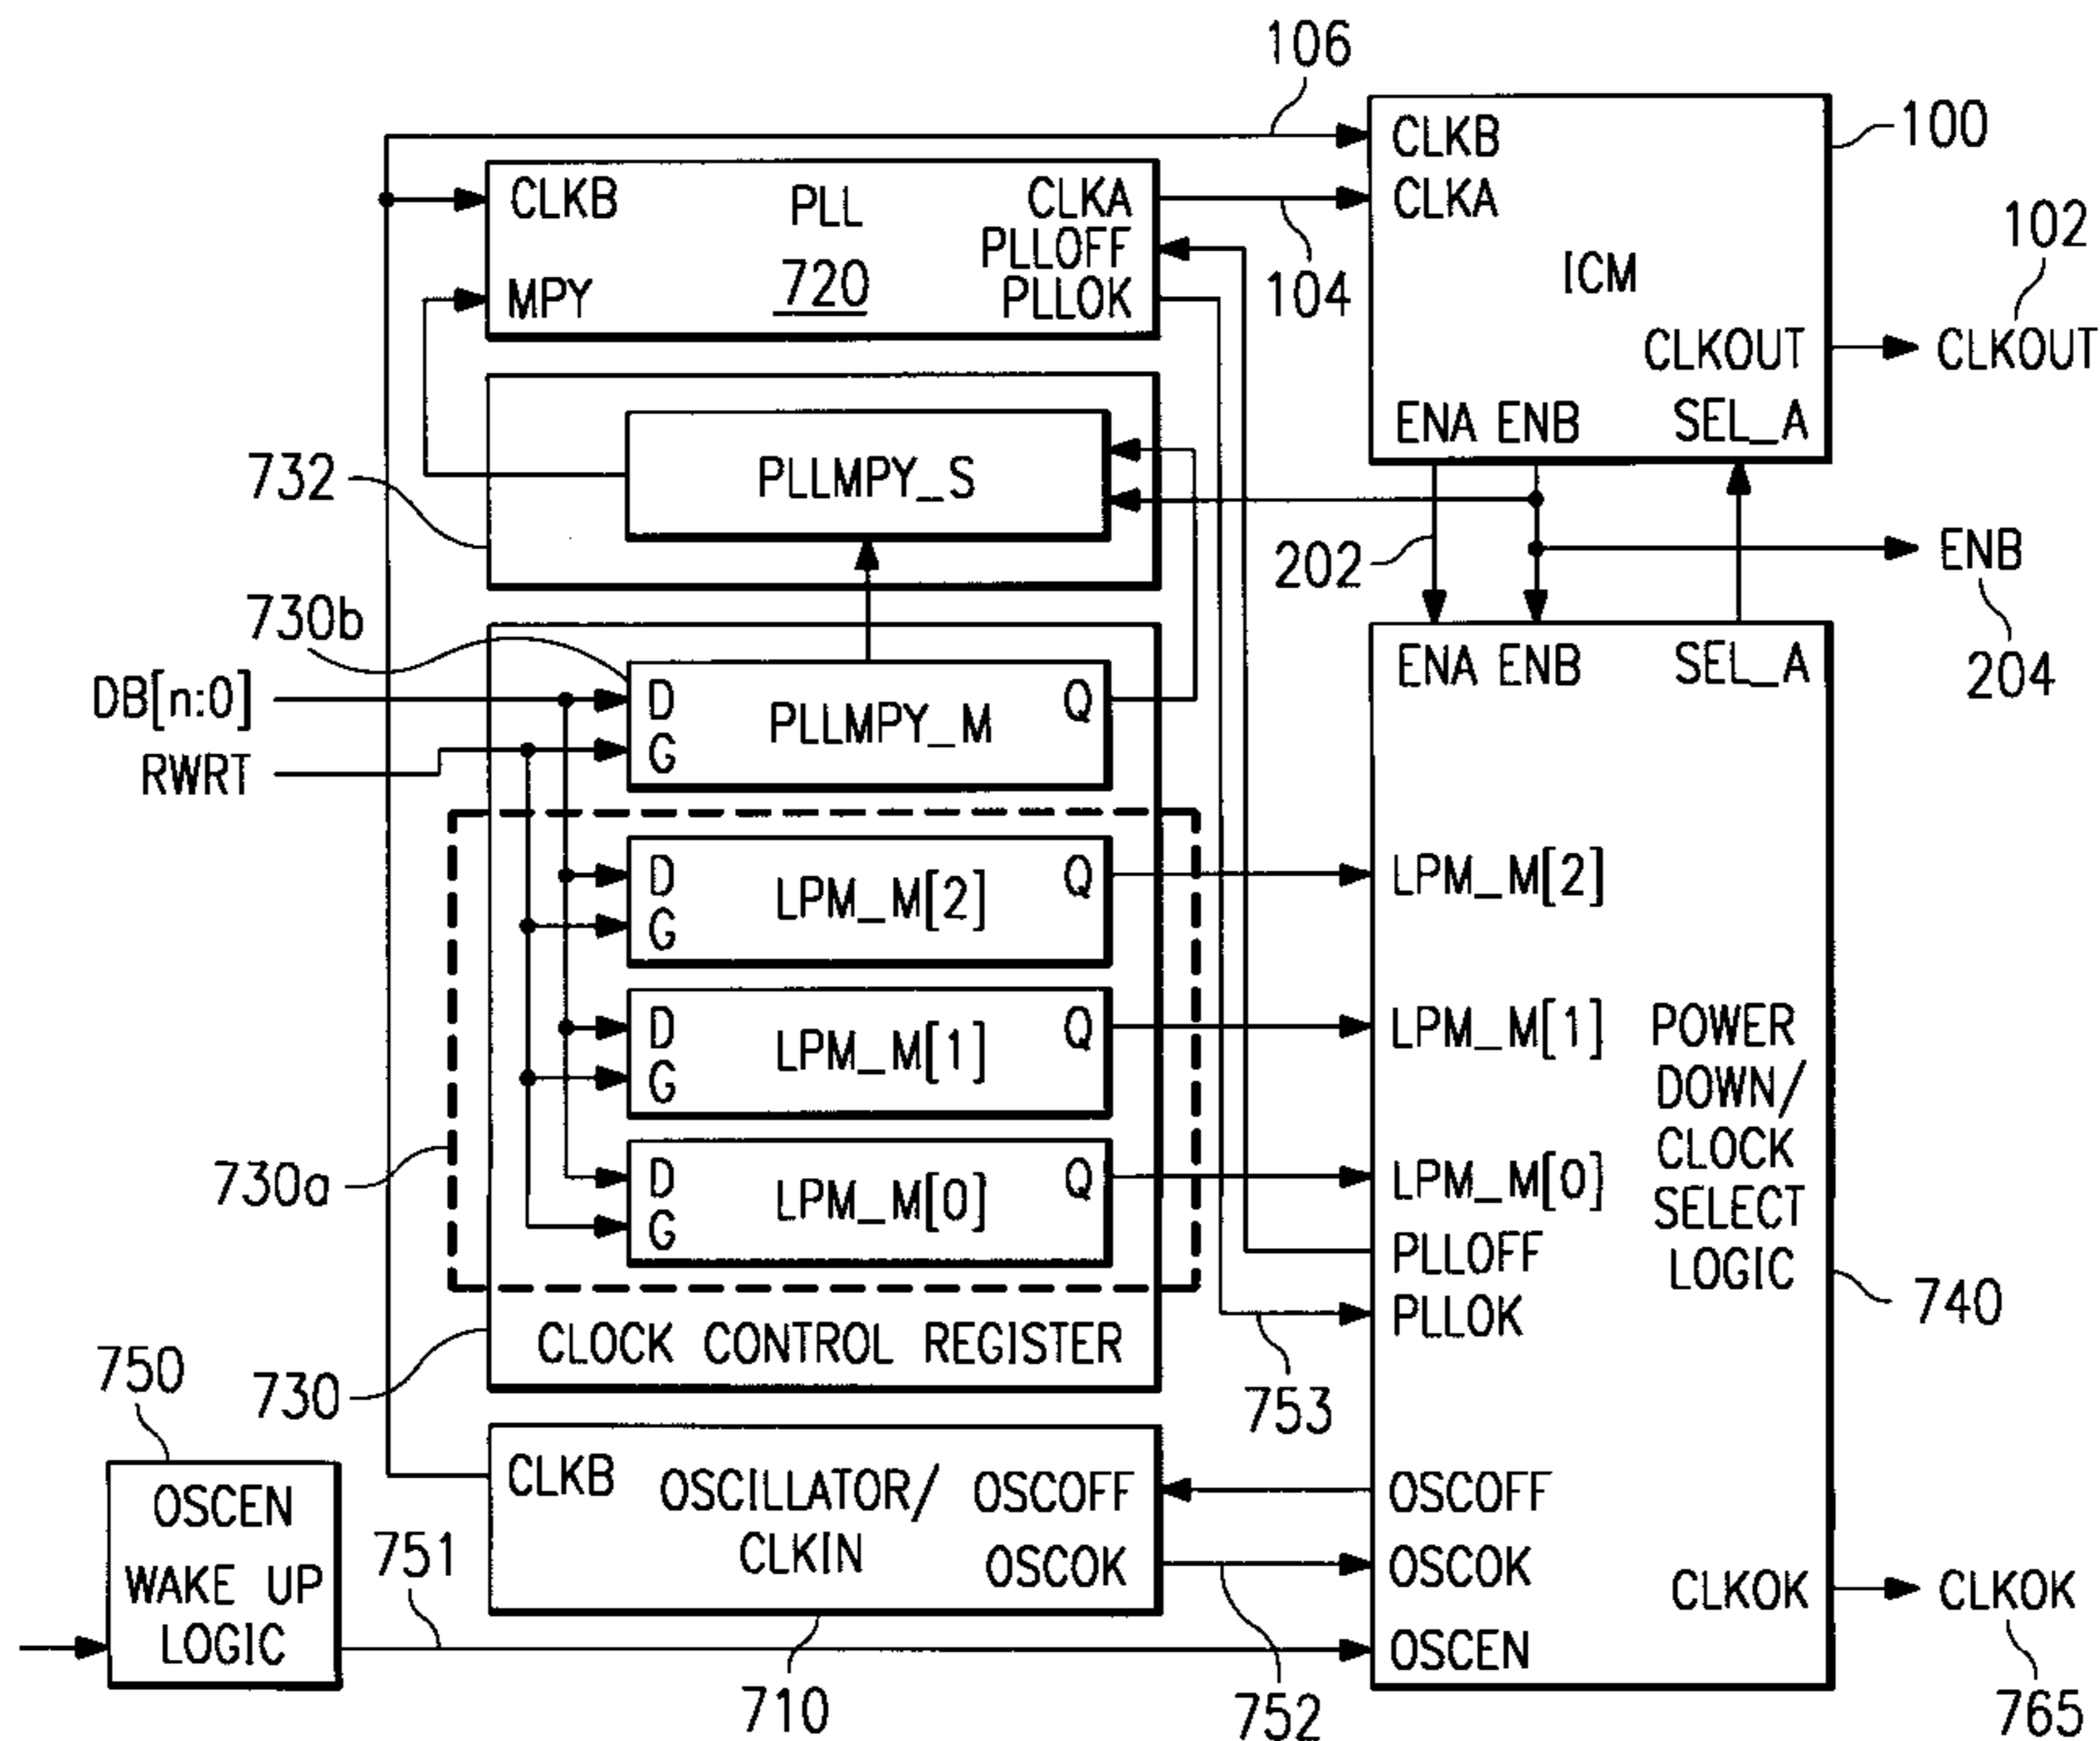 106
CLKB
CLKA
ICM
CLKOUT
ENA ENB SEL_A
100
102
CLKOUT
CLKB PLL CLKA
PLLOFF
MPY 720 PLLOK
104
732
PLLMPY_S
202
ENB
204
730b
DB[n:0]
RWRT
D PLLMPY_M Q
G
D LPM_M[2] Q
G
D LPM_M[1] Q
G
D LPM_M[0] Q
G
730a
CLOCK CONTROL REGISTER
730
ENA ENB SEL_A
LPM_M[2]
LPM_M[1]
LPM_M[0]
PLLOFF
PLLOK
POWER
DOWN/
CLOCK
SELECT
LOGIC
740
753
750
OSCEN
WAKE UP
LOGIC
751
CLKB OSCILLATOR/ OSCOFF
CLKIN OSCOK
710
752
OSCOFF
OSCOK
OSCEN
CLKOK
CLKOK
765